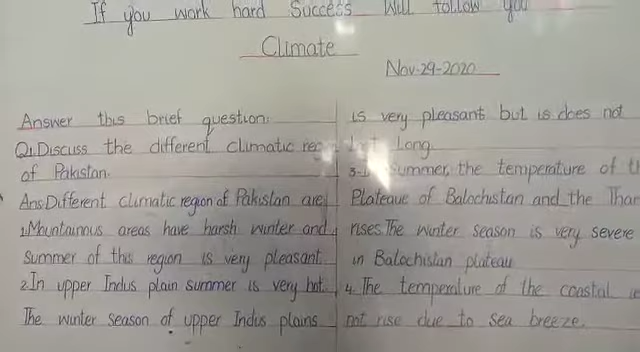 If you work hard Success Will follow you
Climate
Nov-29-2020
Answer this brief question:
Q1.Discuss the different climatic
of Pakistan.
Ans Different climatic region of Pakistan are
1.Mountainous areas have harsh winter and
summer of this region is very pleasant.
2.In upper Indus plain summer is very hot.
The winter season of upper Indus plains
is very pleasant but is does not
long.
summer, the temperature of
Plateaue of Balochistan and the Thar
rises.The winter season is very severe
in Balochistan plateau
4.The temperature of the coastal
not rise due to sea breeze.